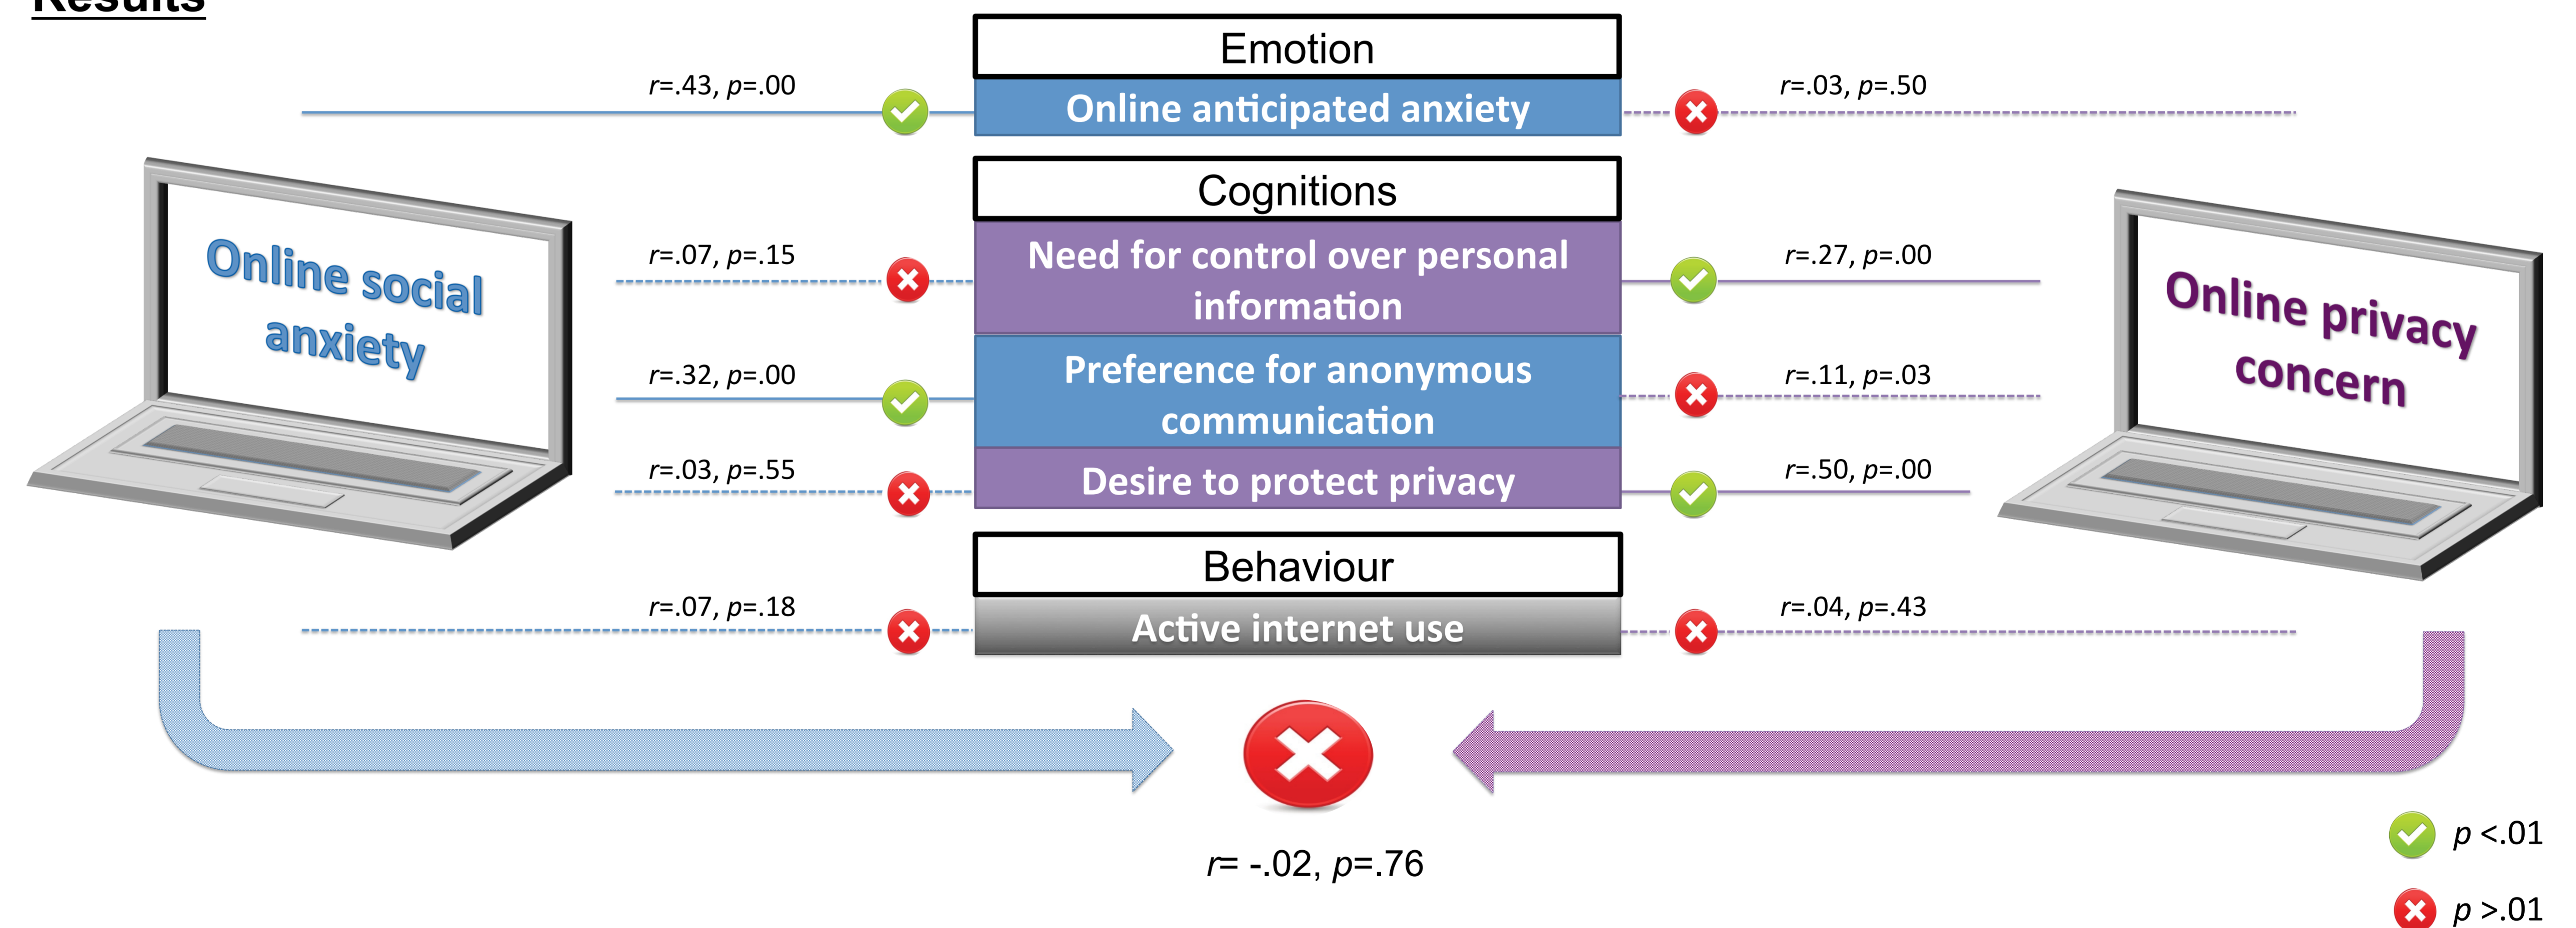 Results
Emotion
r=.43, p=.00
Online anticipated anxiety
r=.03, p=.50
Cognitions
Online social
anxiety
r=.07, p=.15
Need for control over personal
information
r=.27, p=.00
Online privacy
concern
r=.32, p=.00
Preference for anonymous
communication
r=.11, p=.03
r=.03, p=.55
Desire to protect privacy
r=.50, p=.00
Behaviour
r=.07, p=.18
Active internet use
r=.04, p=.43
r= -.02, p=.76
p <.01
p >.01